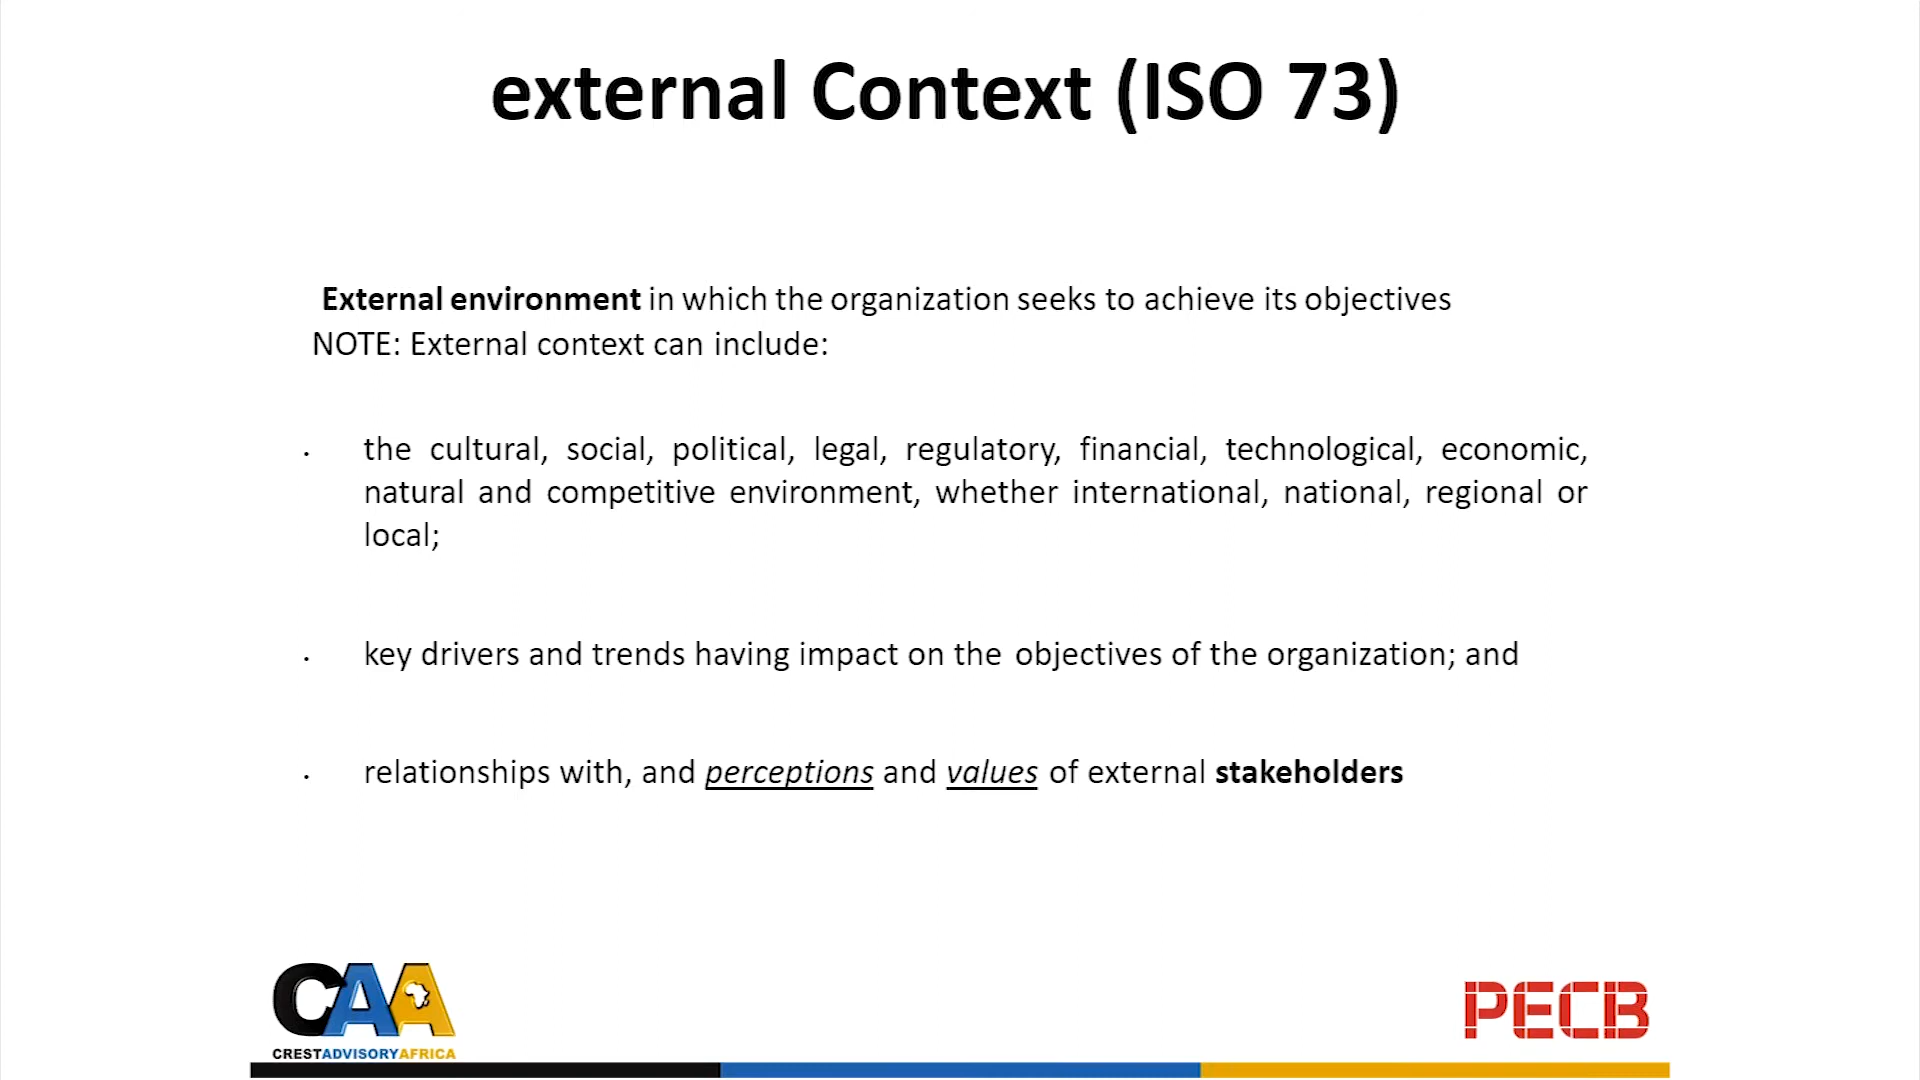 external Context (ISO 73)
External environment in which the organization seeks to achieve its objectives
NOTE: External context can include:
· the cultural, social, political, legal, regulatory, financial, technological, economic,
natural and competitive environment, whether international, national, regional or
local;
· key drivers and trends having impact on the objectives of the organization; and
· relationships with, and perceptions and values of external stakeholders
CAA
CRESTADVISORYAFRICA
PECB